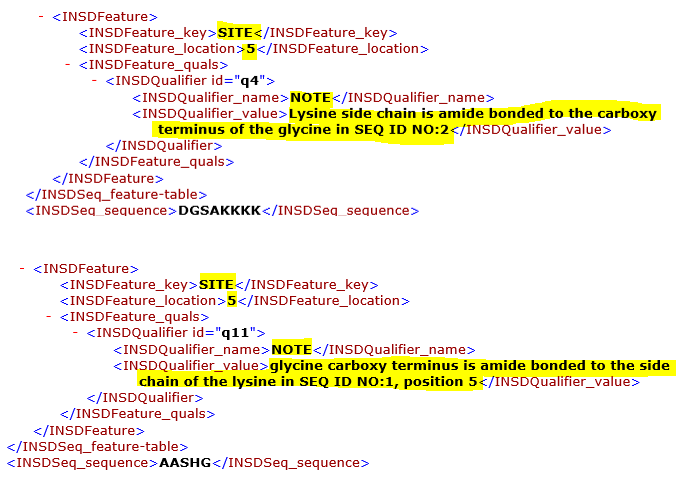 - <INSDFeature>
<INSDFeature_key>SITE</INSDFeature_key>
<INSDFeature_location>5</INSDFeature_location>
- <INSDFeature_quals>
- <INSDQualifier id="q4">
<INSDQualifier_name>NOTE</INSDQualifier_name>
<INSDQualifier_value>Lysine side chain is amide bonded to the carboxy
terminus of the glycine in SEQ ID NO:2</INSDQualifier_value>
</INSDQualifier>
</INSDFeature_quals>
</INSDFeature>
</INSDSeq_feature-table>
<INSDSeq_sequence>DGSAKKKK</INSDSeq_sequence>
- <INSDFeature>
<INSDFeature_key>SITE</INSDFeature_key>
<INSDFeature_location>5</INSDFeature_location>
- <INSDFeature_quals>
- <INSDQualifier id="q11">
<INSDQualifier_name>NOTE</INSDQualifier_name>
<INSDQualifier_value>glycine carboxy terminus is amide bonded to the side
chain of the lysine in SEQ ID NO:1, position 5</INSDQualifier_value>
</INSDQualifier>
</INSDFeature_quals>
</INSDFeature>
</INSDSeq_feature-table>
<INSDSeq_sequence>AASHG</INSDSeq_sequence>